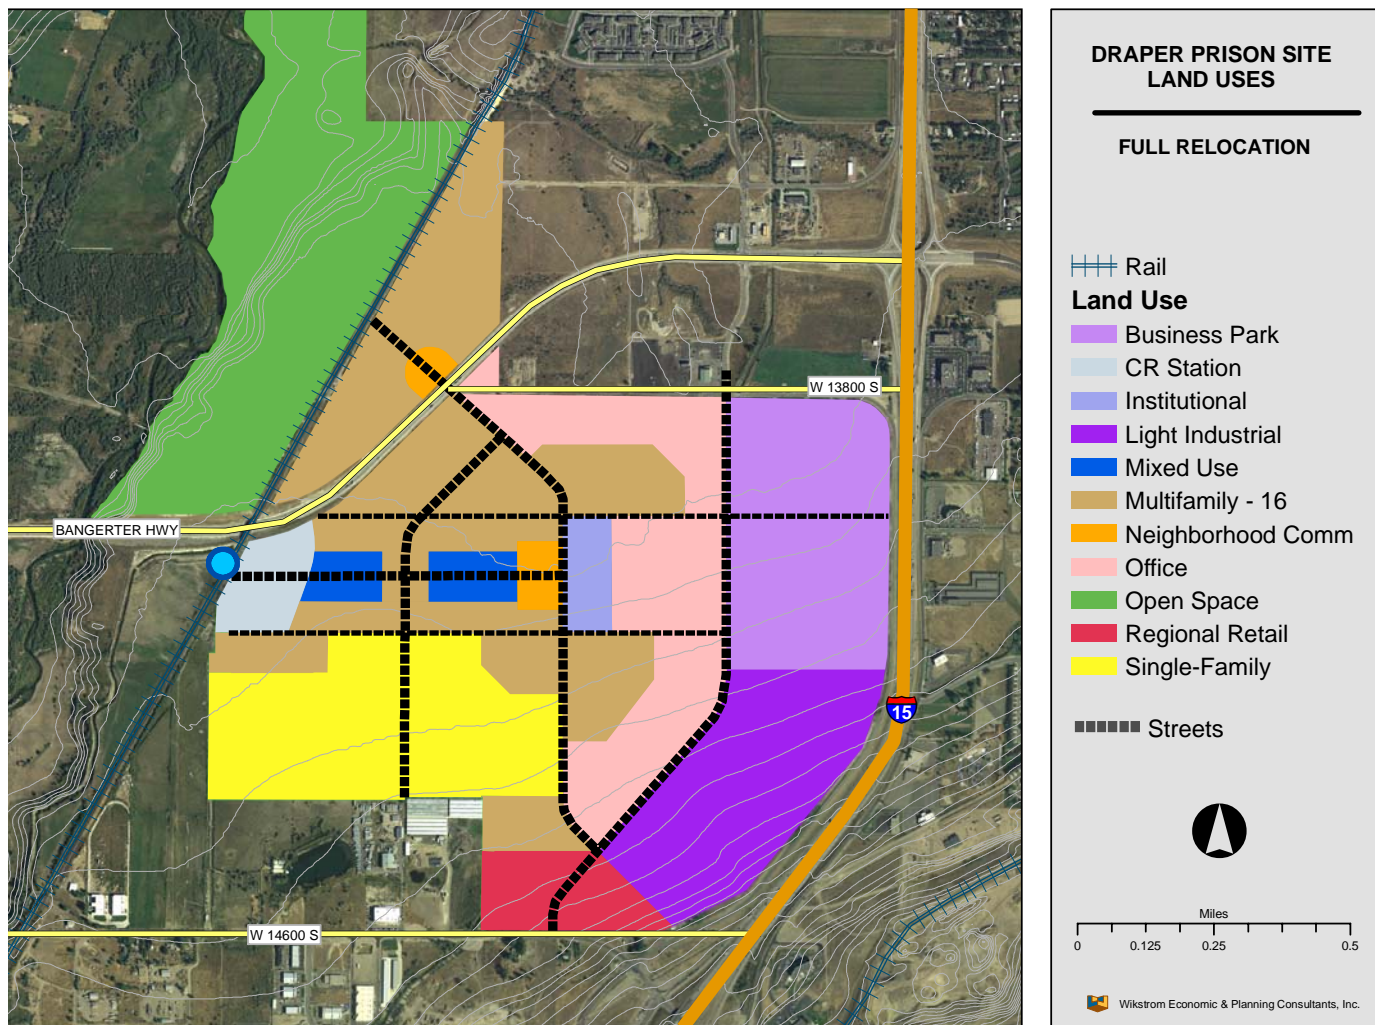 DRAPER PRISON SITE
LAND USES
FULL RELOCATION
Rail
Land Use
Business Park
CR Station
Institutional
Light Industrial
Mixed Use
Multifamily - 16
Neighborhood Comm
Office
Open Space
Regional Retail
Single-Family
Streets
Miles
0 0.125 0.25 0.5
Wikstrom Economic & Planning Consultants, Inc.
W 13800 S
BANGERTER HWY
15
W 14600 S